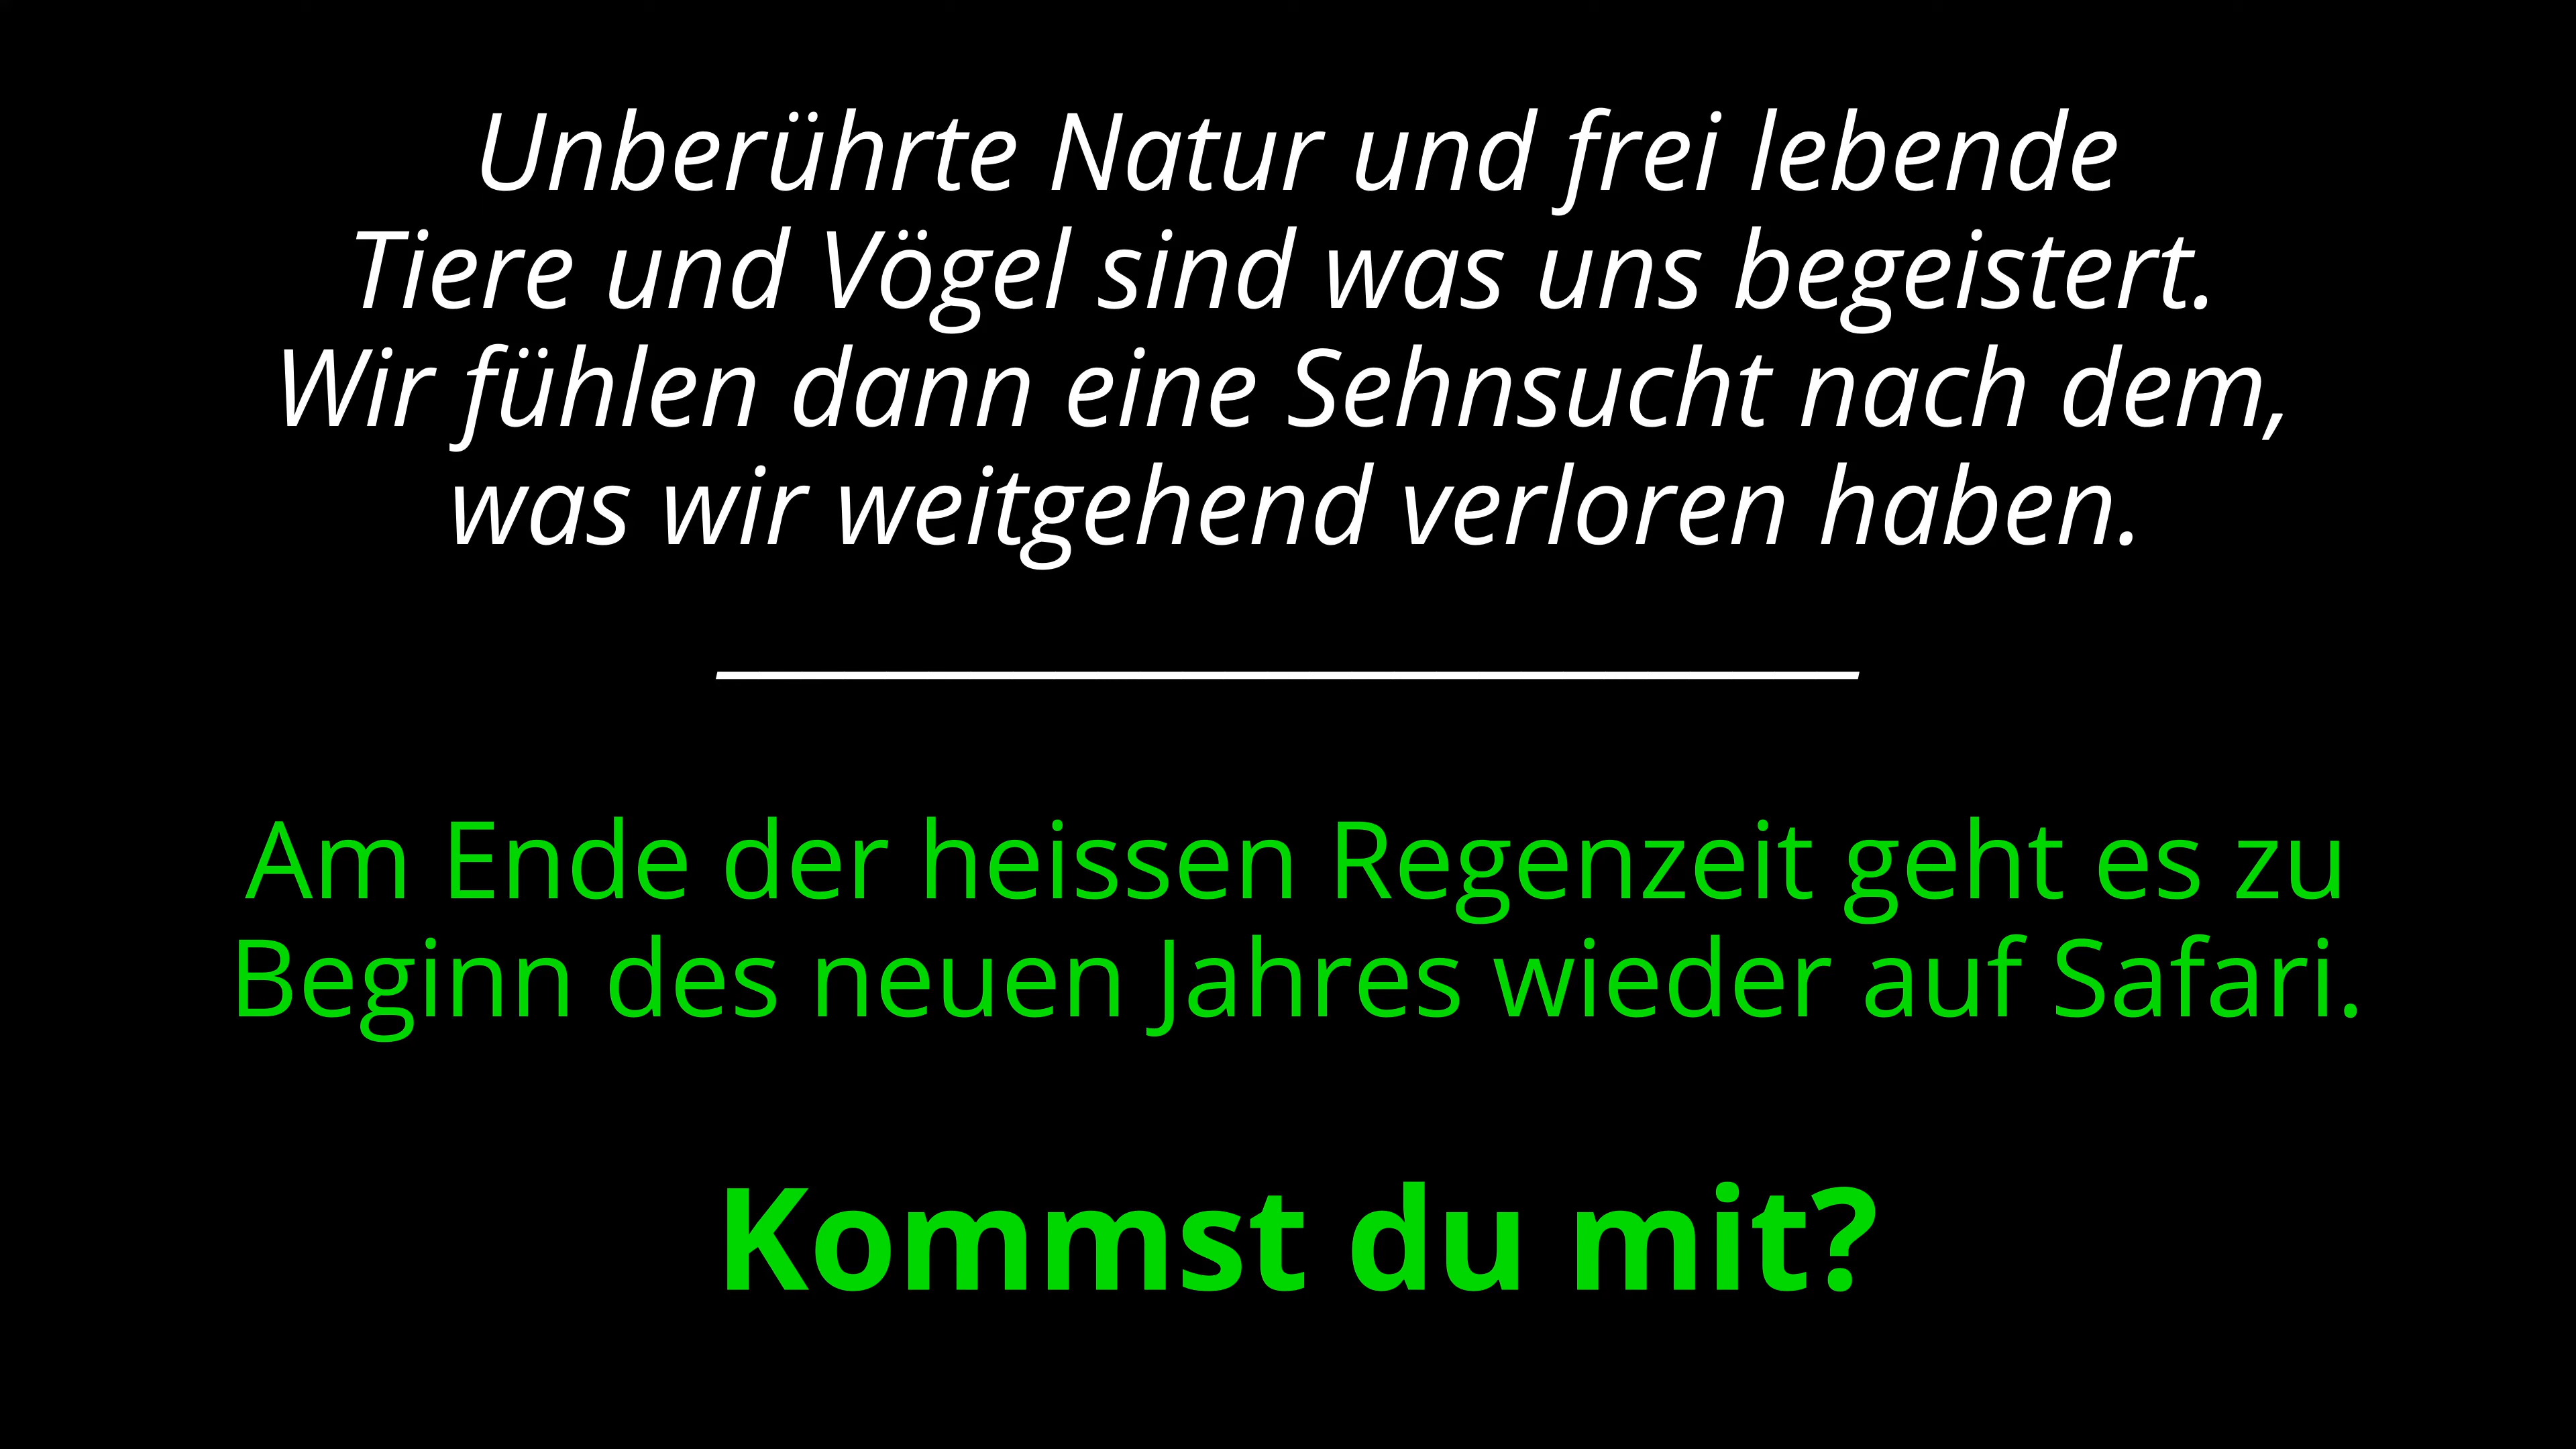 Unberührte Natur und frei lebende
Tiere und Vögel sind was uns begeistert.
Wir fühlen dann eine Sehnsucht nach dem,
was wir weitgehend verloren haben.
Am Ende der heissen Regenzeit geht es zu
Beginn des neuen Jahres wieder auf Safari.
Kommst du mit?